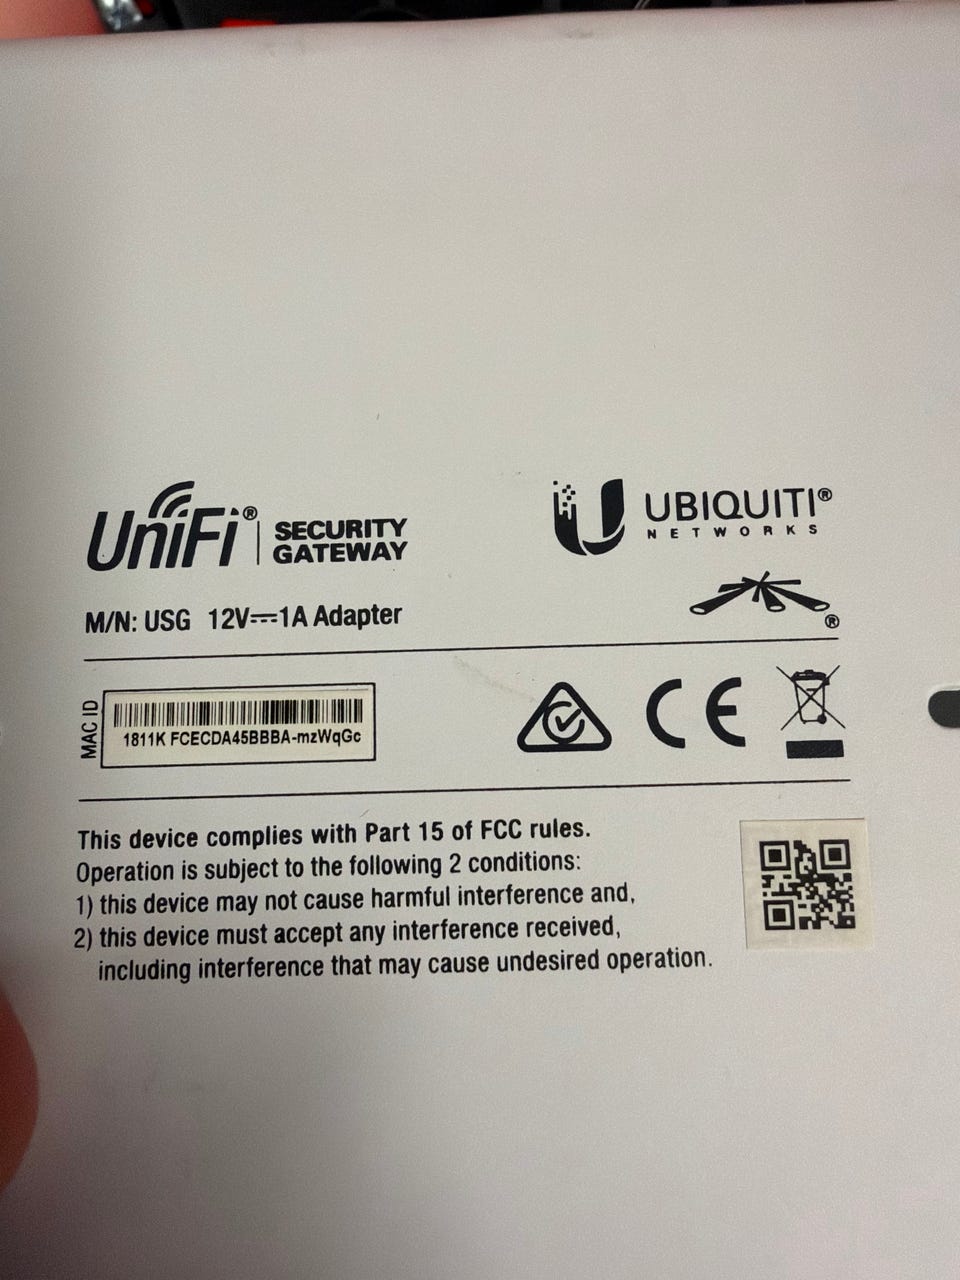 UniFi® | SECURITY
GATEWAY
UBIQUITI®
NETWORKS
M/N: USG 12V⎓1A Adapter
®
MAC ID
1811K FCECDA45BBBA-mzWqGc
CE
This device complies with Part 15 of FCC rules.
Operation is subject to the following 2 conditions:
1) this device may not cause harmful interference and,
2) this device must accept any interference received,
including interference that may cause undesired operation.